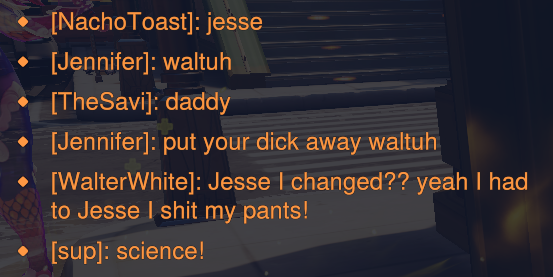 [NachoToast]: jesse
[Jennifer]: waltuh
[TheSavi]: daddy
[Jennifer]: put your dick away waltuh
[WalterWhite]: Jesse I changed?? yeah I had
to Jesse I shit my pants!
[sup]: science!